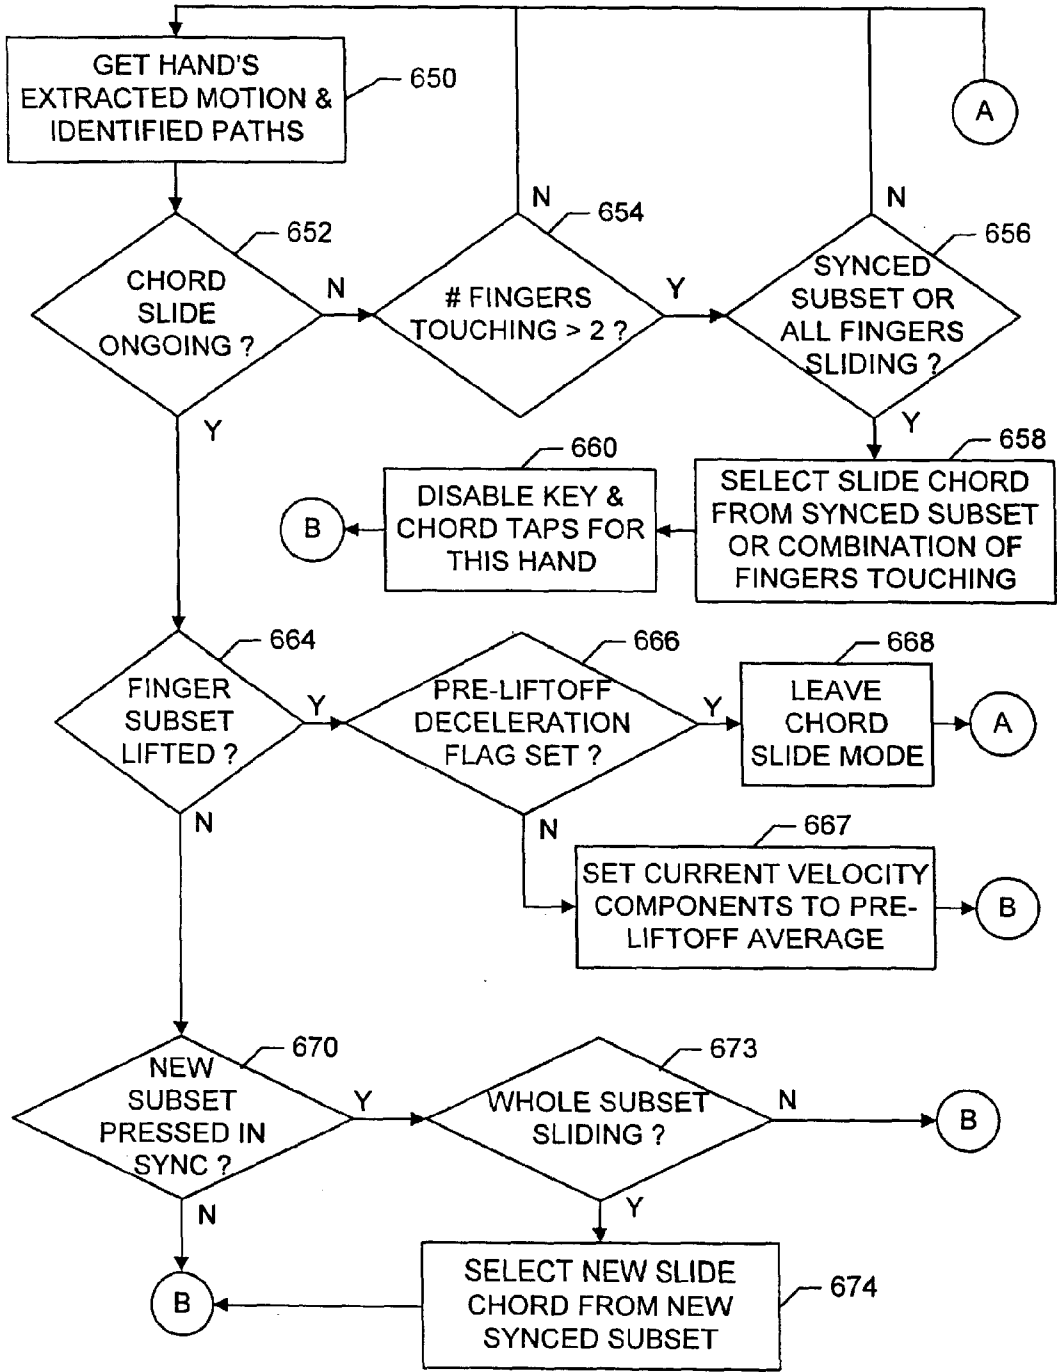 GET HAND'S
EXTRACTED MOTION &
IDENTIFIED PATHS
650
A
N
N
652
654
656
CHORD
SLIDE
ONGOING ?
N
# FINGERS
TOUCHING > 2 ?
Y
SYNCED
SUBSET OR
ALL FINGERS
SLIDING ?
Y
Y
658
660
SELECT SLIDE CHORD
FROM SYNCED SUBSET
OR COMBINATION OF
FINGERS TOUCHING
DISABLE KEY &
CHORD TAPS FOR
THIS HAND
B
664
666
668
FINGER
SUBSET
LIFTED ?
Y
PRE-LIFTOFF
DECELERATION
FLAG SET ?
Y
LEAVE
CHORD
SLIDE MODE
A
N
N
667
SET CURRENT VELOCITY
COMPONENTS TO PRE-
LIFTOFF AVERAGE
B
670
673
NEW
SUBSET
PRESSED IN
SYNC ?
Y
WHOLE SUBSET
SLIDING ?
N
B
N
Y
B
SELECT NEW SLIDE
CHORD FROM NEW
SYNCED SUBSET
674